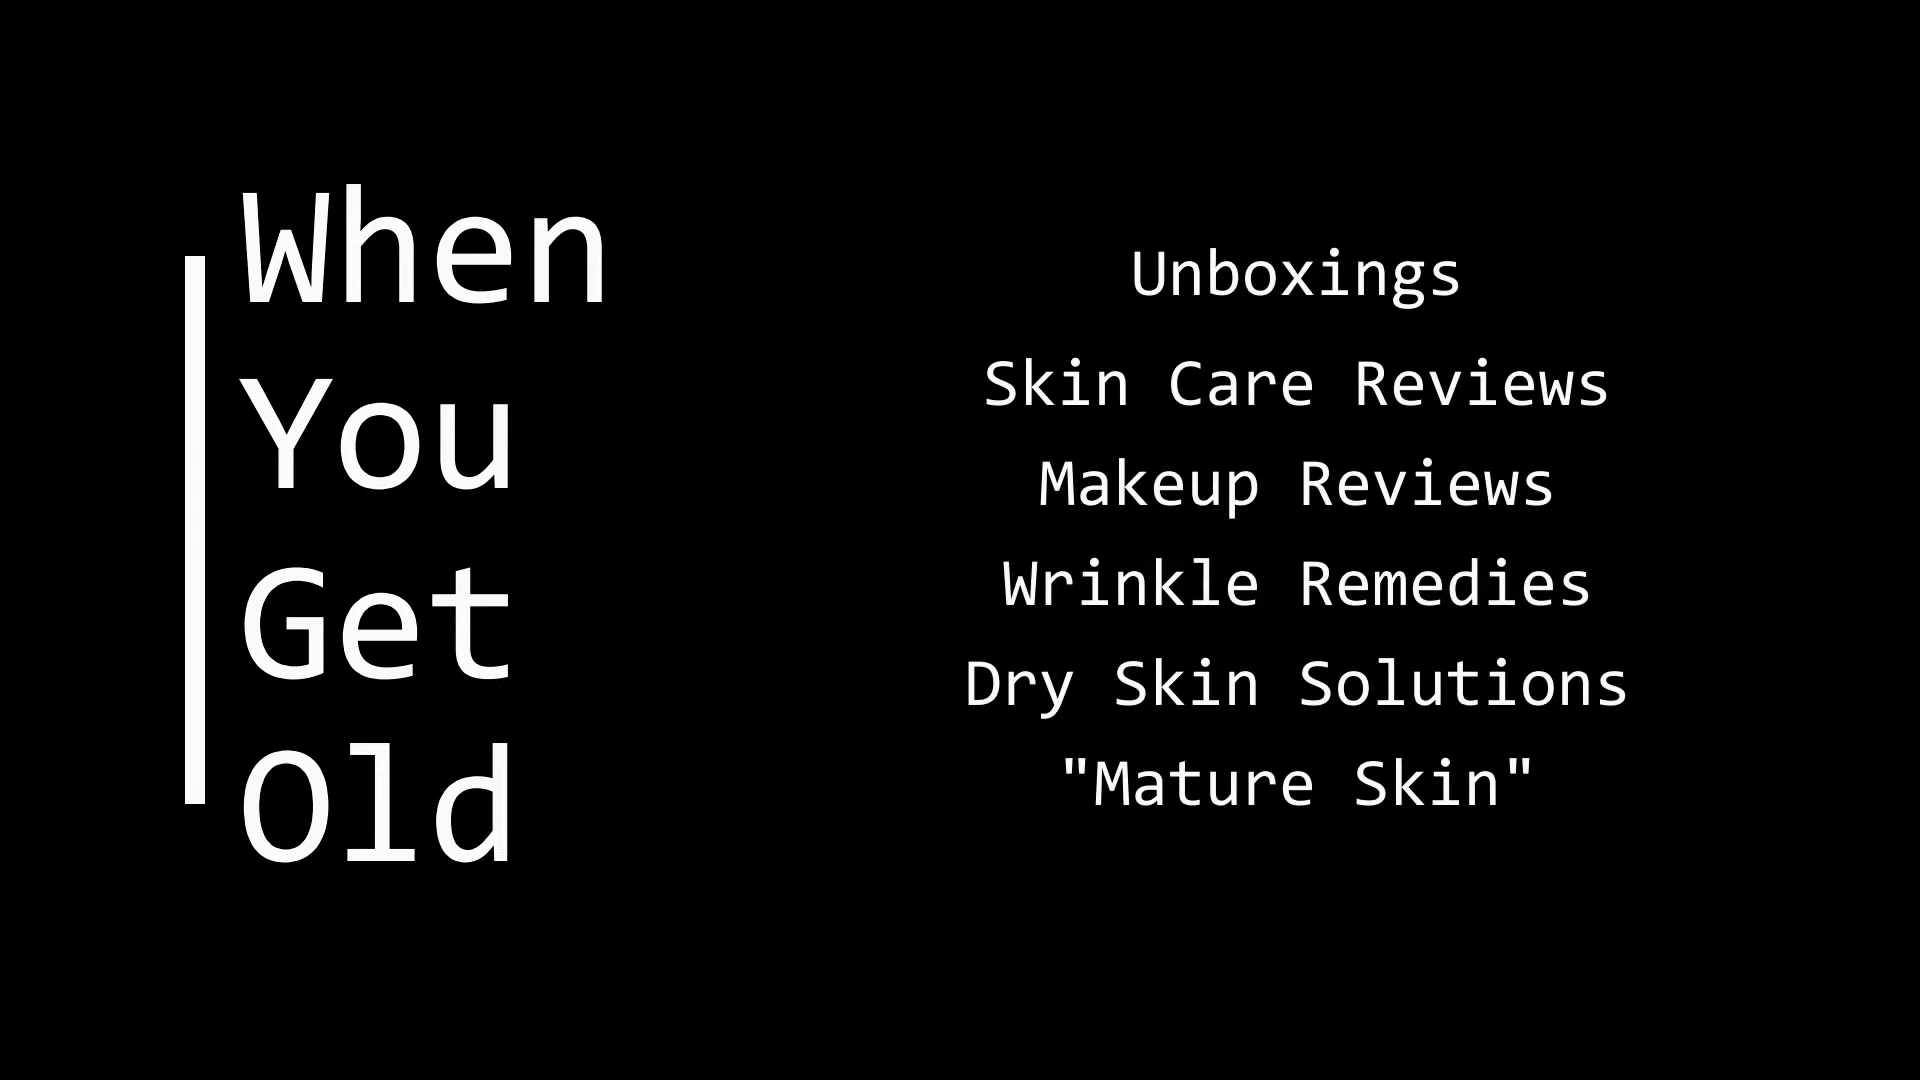 When
You
Get
Old
Unboxings
Skin Care Reviews
Makeup Reviews
Wrinkle Remedies
Dry Skin Solutions
"Mature Skin"